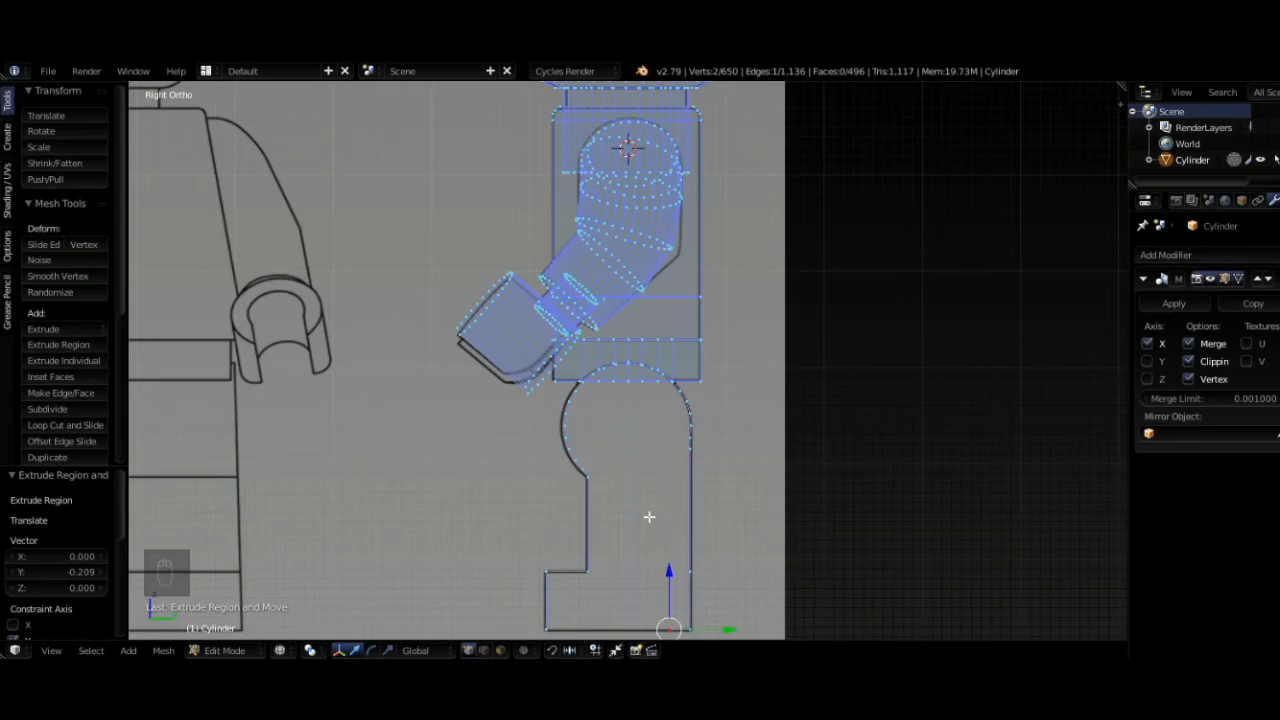 File Render Window Help Default Scene Cycles Render v2.79 | Verts:2/650 | Edges:1/1,136 | Faces:0/496 | Tris:1,117 | Mem:19.73M | Cylinder
Transform
Right Ortho
View Search All Sce
Tools
Create
Shading / UVs
Options
Grease Pencil
Translate
Rotate
Scale
Shrink/Fatten
Push/Pull
Mesh Tools
Deform:
Slide Ed Vertex
Noise
Smooth Vertex
Randomize
Add:
Extrude
Extrude Region
Extrude Individual
Inset Faces
Make Edge/Face
Subdivide
Loop Cut and Slide
Offset Edge Slide
Duplicate
Extrude Region and
Extrude Region
Translate
Vector
X: 0.000
Y: -0.209
Z: 0.000
Constraint Axis
X
Last: Extrude Region and Move
(1) Cylinder
View Select Add Mesh Edit Mode Global
Scene
RenderLayers
World
Cylinder
Cylinder
Add Modifier
M
Apply Copy
Axis: Options: Textures
X Merge U
Y Clippin V
Z Vertex
Merge Limit: 0.001000
Mirror Object: